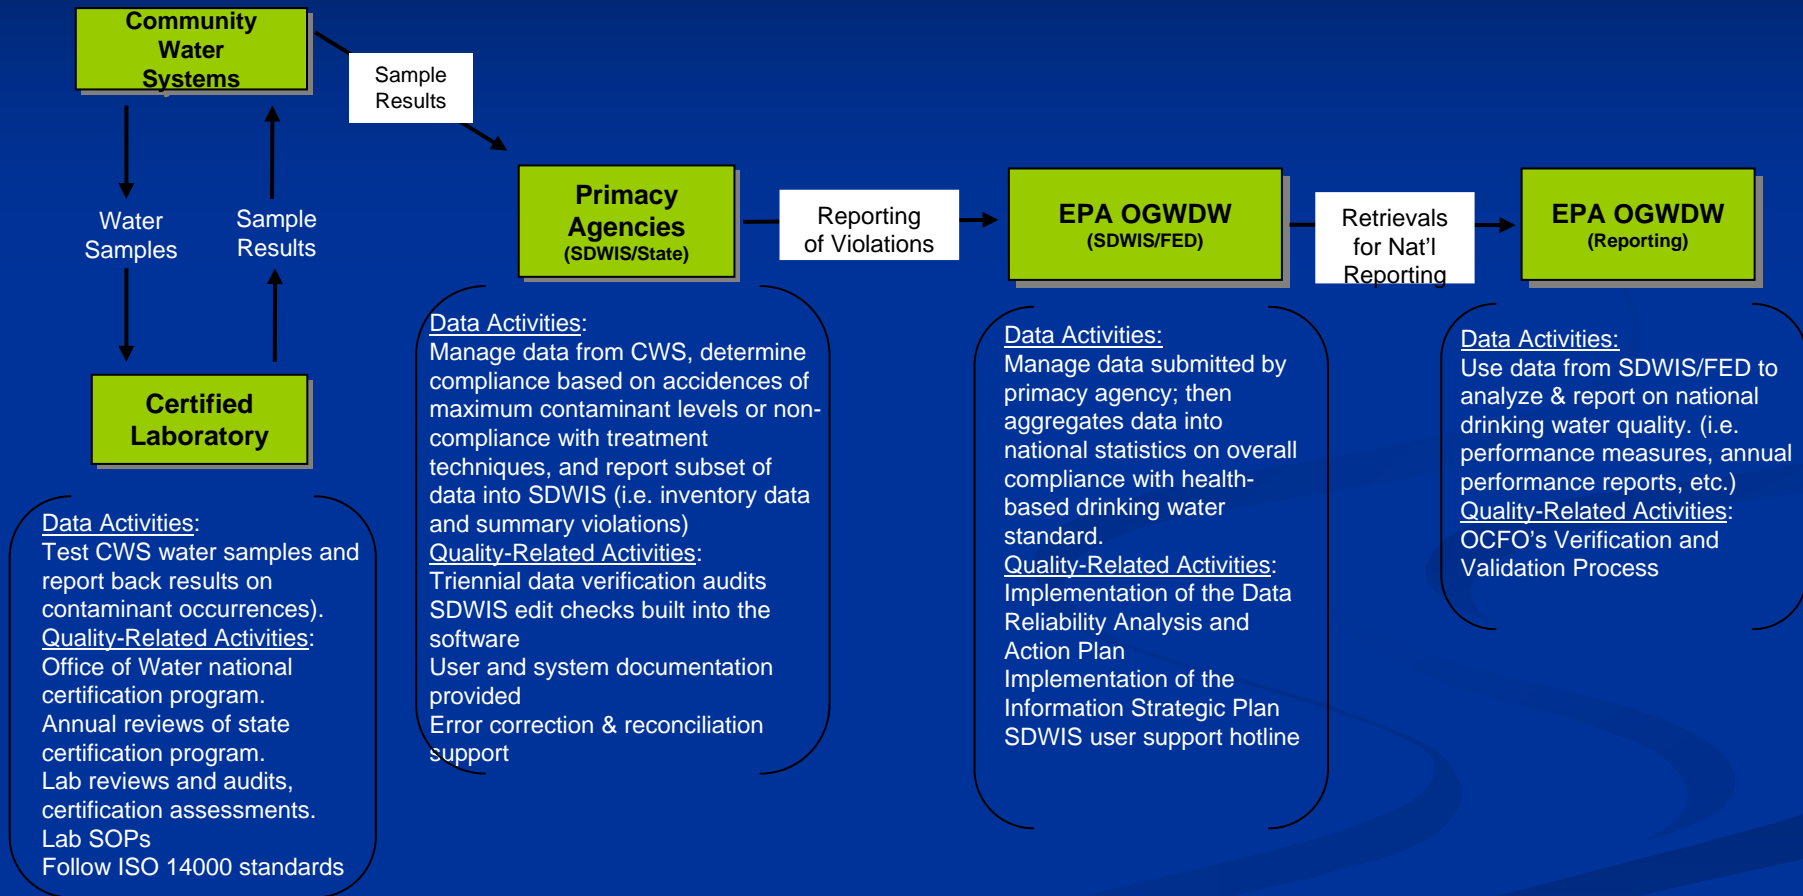 Community
Water
Systems
Sample
Results
Water
Samples
Sample
Results
Certified
Laboratory
Data Activities:
Test CWS water samples and
report back results on
contaminant occurrences).
Quality-Related Activities:
Office of Water national
certification program.
Annual reviews of state
certification program.
Lab reviews and audits,
certification assessments.
Lab SOPs
Follow ISO 14000 standards
Primacy
Agencies
(SDWIS/State)
Data Activities:
Manage data from CWS, determine
compliance based on accidences of
maximum contaminant levels or non-
compliance with treatment
techniques, and report subset of
data into SDWIS (i.e. inventory data
and summary violations)
Quality-Related Activities:
Triennial data verification audits
SDWIS edit checks built into the
software
User and system documentation
provided
Error correction & reconciliation
support
Reporting
of Violations
EPA OGWDW
(SDWIS/FED)
Data Activities:
Manage data submitted by
primacy agency; then
aggregates data into
national statistics on overall
compliance with health-
based drinking water
standard.
Quality-Related Activities:
Implementation of the Data
Reliability Analysis and
Action Plan
Implementation of the
Information Strategic Plan
SDWIS user support hotline
Retrievals
for Nat'l
Reporting
EPA OGWDW
(Reporting)
Data Activities:
Use data from SDWIS/FED to
analyze & report on national
drinking water quality. (i.e.
performance measures, annual
performance reports, etc.)
Quality-Related Activities:
OCFO's Verification and
Validation Process